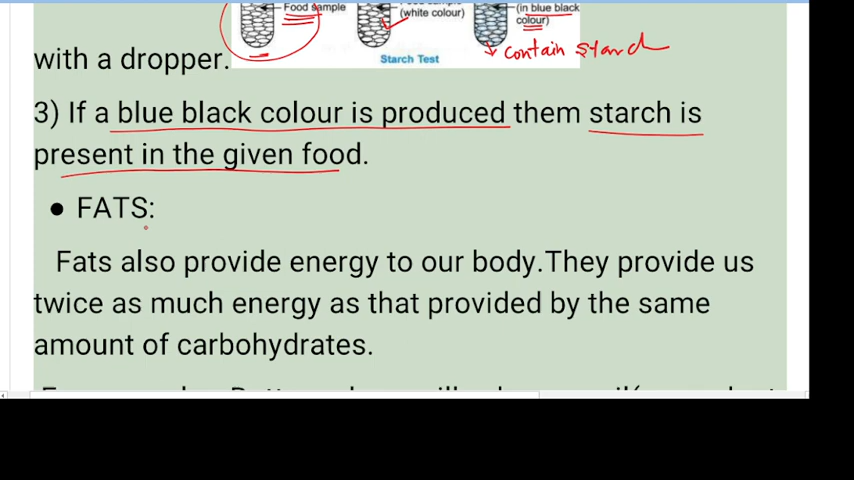 Food sample
(white colour)
(in blue black
colour)
contain starch
with a dropper.
Starch Test
3) If a blue black colour is produced them starch is
present in the given food.
● FATS:
Fats also provide energy to our body.They provide us
twice as much energy as that provided by the same
amount of carbohydrates.